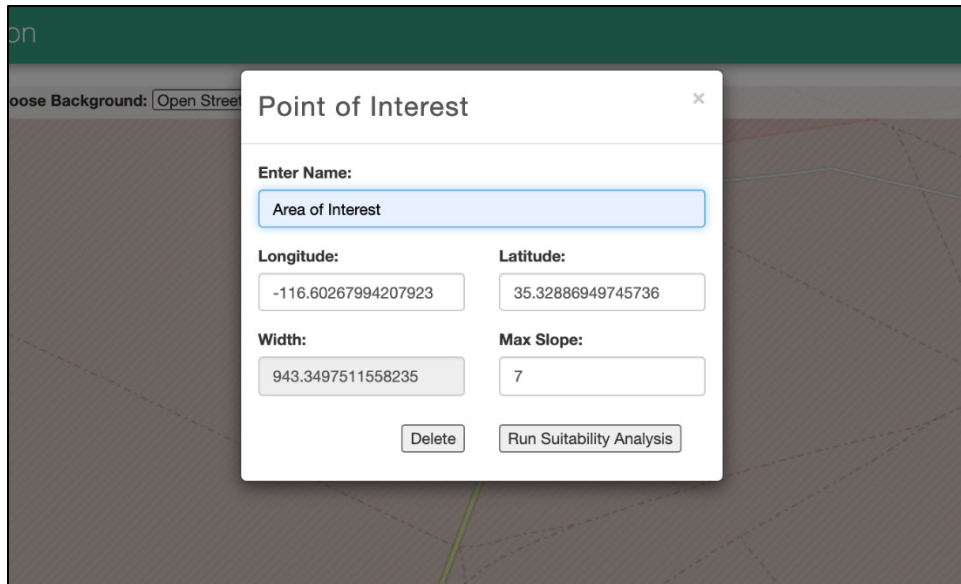 on
oose Background: Open Street
Point of Interest
×
Enter Name:
Area of Interest
Longitude:
Latitude:
-116.60267994207923
35.32886949745736
Width:
Max Slope:
943.3497511558235
7
Delete
Run Suitability Analysis